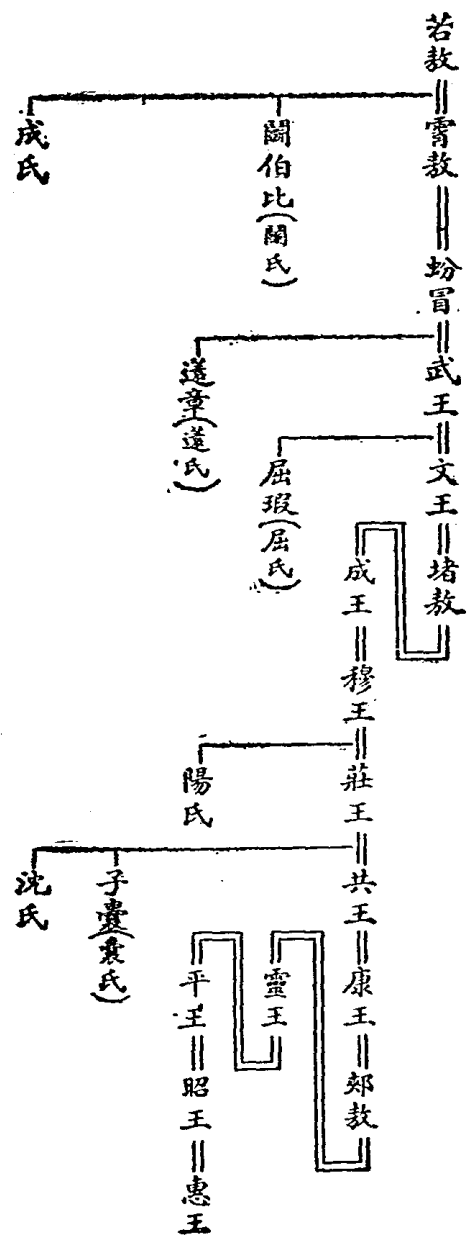 若敖
霄敖
蚡冒
武王
文王
堵敖
成王
穆王
莊王
共王
康王
郟敖
靈王
平王
昭王
惠王
鬬伯比(鬬氏)
成氏
薳章(薳氏)
屈瑕(屈氏)
陽氏
子囊(囊氏)
沈氏